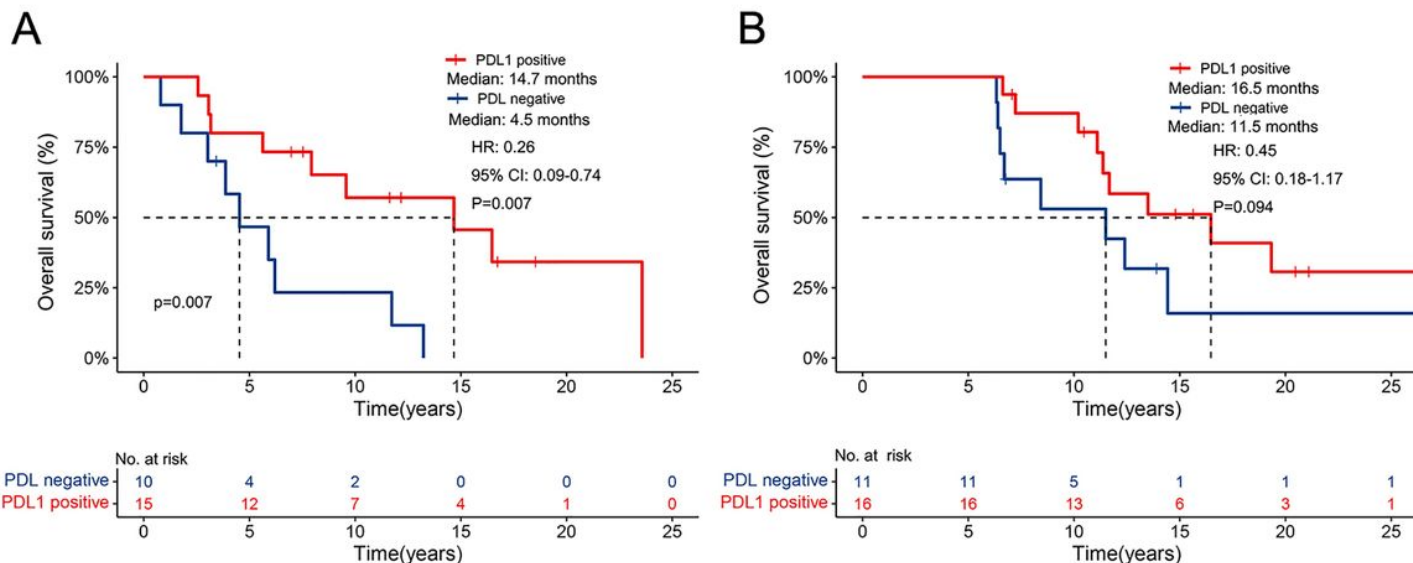 A
Overall survival (%)
100%
75%
50%
25%
0%
PDL1 positive
Median: 14.7 months
PDL negative
Median: 4.5 months
HR: 0.26
95% CI: 0.09-0.74
P=0.007
p=0.007
0 5 10 15 20 25
Time(years)
No. at risk
PDL negative 10 4 2 0 0 0
PDL1 positive 15 12 7 4 1 0
0 5 10 15 20 25
Time(years)
B
Overall survival (%)
100%
75%
50%
25%
0%
PDL1 positive
Median: 16.5 months
PDL negative
Median: 11.5 months
HR: 0.45
95% CI: 0.18-1.17
P=0.094
0 5 10 15 20 25
Time(years)
No. at risk
PDL negative 11 11 5 1 1 1
PDL1 positive 16 16 13 6 3 1
0 5 10 15 20 25
Time(years)